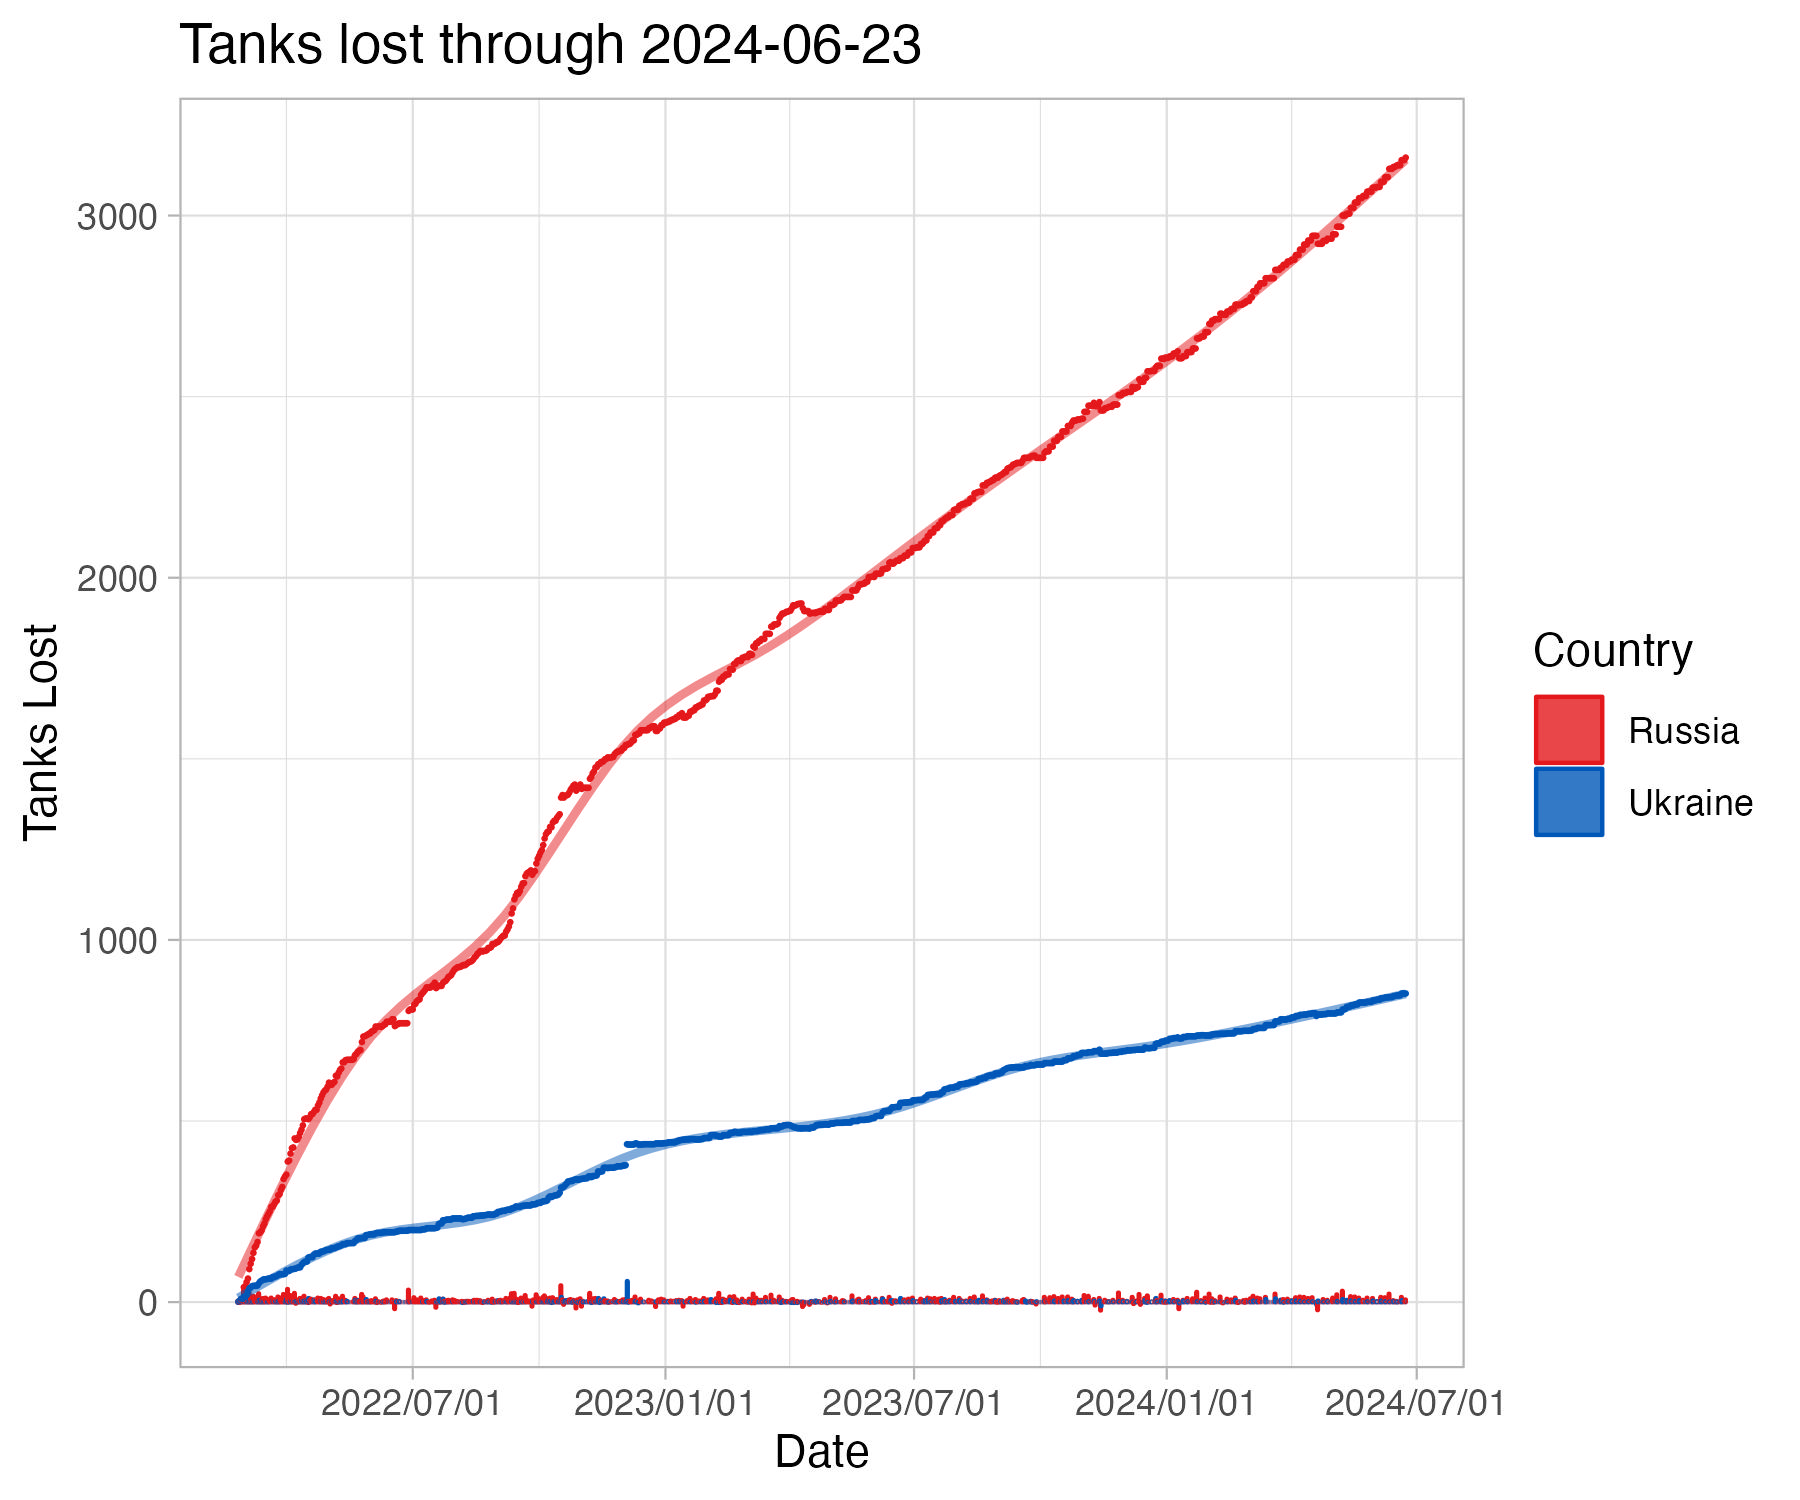 Tanks lost through 2024-06-23
Tanks Lost
3000
2000
1000
0
2022/07/01
2023/01/01
2023/07/01
2024/01/01
2024/07/01
Date
Country
Russia
Ukraine